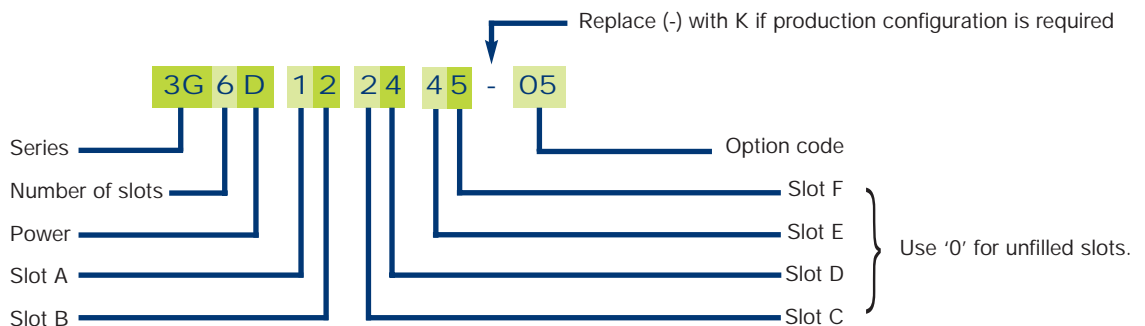 Replace (-) with K if production configuration is required
3G 6 D 1 2 2 4 4 5 - 05
Series
Option code
Number of slots
Slot F
Power
Slot E
Use ‘0’ for unfilled slots.
Slot A
Slot D
Slot B
Slot C